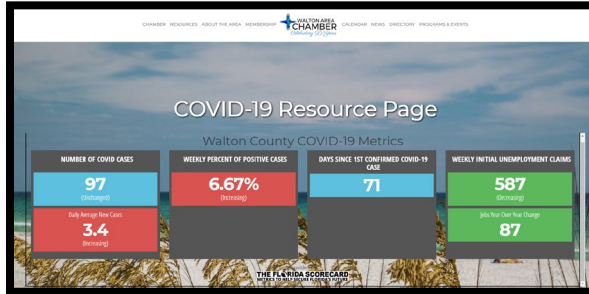 CHAMBER RESOURCES ABOUT THE AREA MEMBERSHIP WALTON AREA CHAMBER CALENDAR NEWS DIRECTORY PROGRAMS & EVENTS
COVID-19 Resource Page
Walton County COVID-19 Metrics
NUMBER OF COVID CASES
97
(Unchanged)
Daily Average New Cases
3.4
(Increasing)
WEEKLY PERCENT OF POSITIVE CASES
6.67%
(Increasing)
DAYS SINCE 1ST CONFIRMED COVID-19
CASE
71
WEEKLY INITIAL UNEMPLOYMENT CLAIMS
587
(Decreasing)
Jobs Year Over Year Change
87
THE FLORIDA SCORECARD
METRICS TO HELP SECURE FLORIDA'S FUTURE